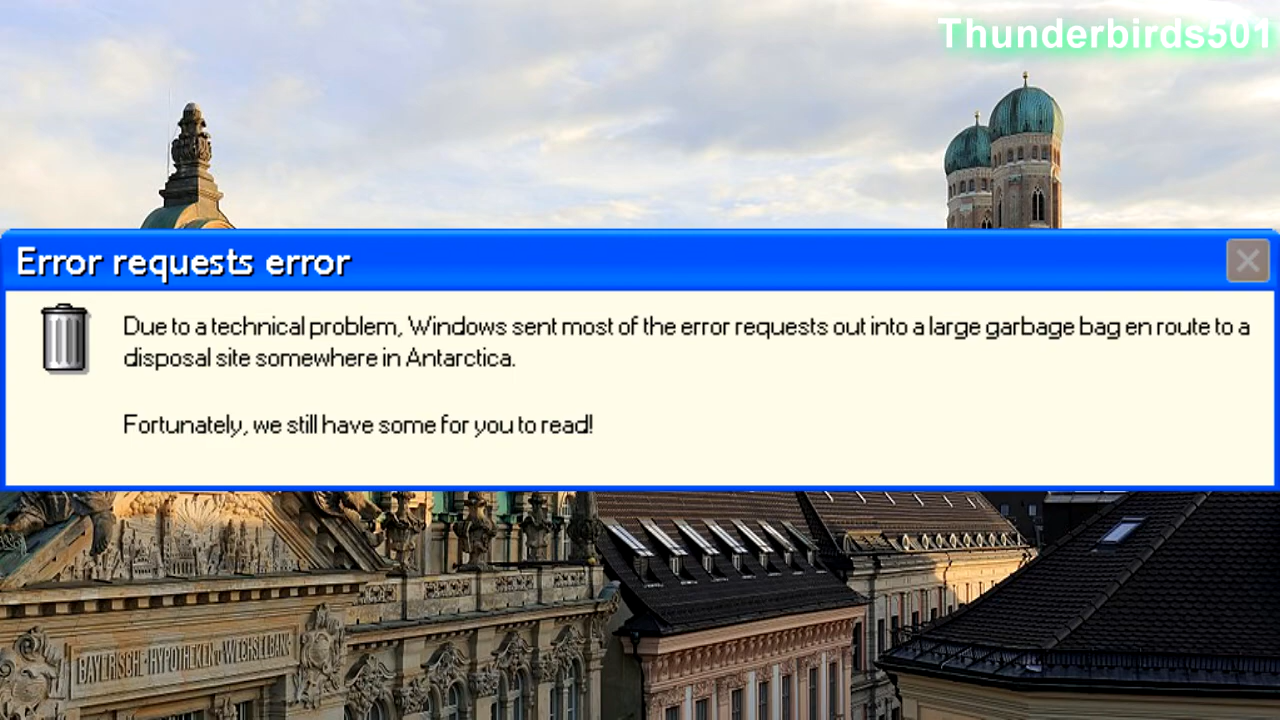 Thunderbirds501
Error requests error
Due to a technical problem, Windows sent most of the error requests out into a large garbage bag en route to a
disposal site somewhere in Antarctica.
Fortunately, we still have some for you to read!
BAYERISCHE·HYPOTHEKEN u WECHSELBANK